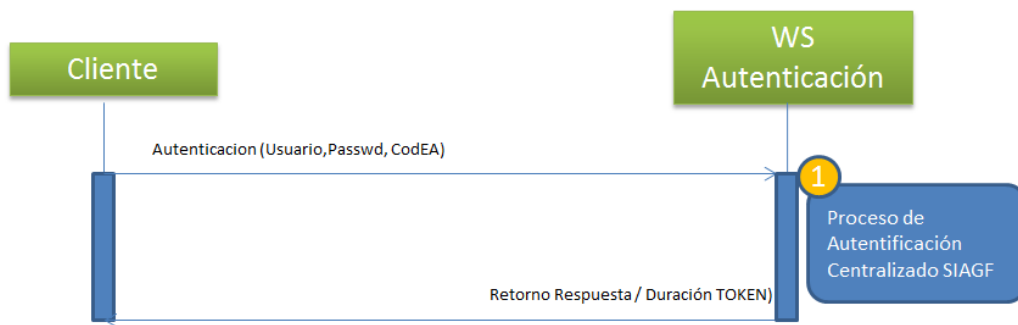 Cliente
WS
Autenticación
Autenticacion (Usuario,Passwd, CodEA)
1
Proceso de
Autentificación
Centralizado SIAGF
Retorno Respuesta / Duración TOKEN)